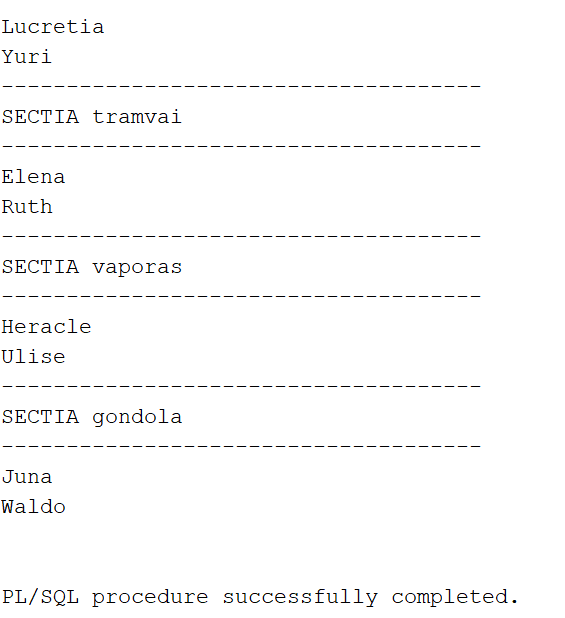 Lucretia
Yuri
-------------------------------------
SECTIA tramvai
-------------------------------------
Elena
Ruth
-------------------------------------
SECTIA vaporas
-------------------------------------
Heracle
Ulise
-------------------------------------
SECTIA gondola
-------------------------------------
Juna
Waldo
PL/SQL procedure successfully completed.